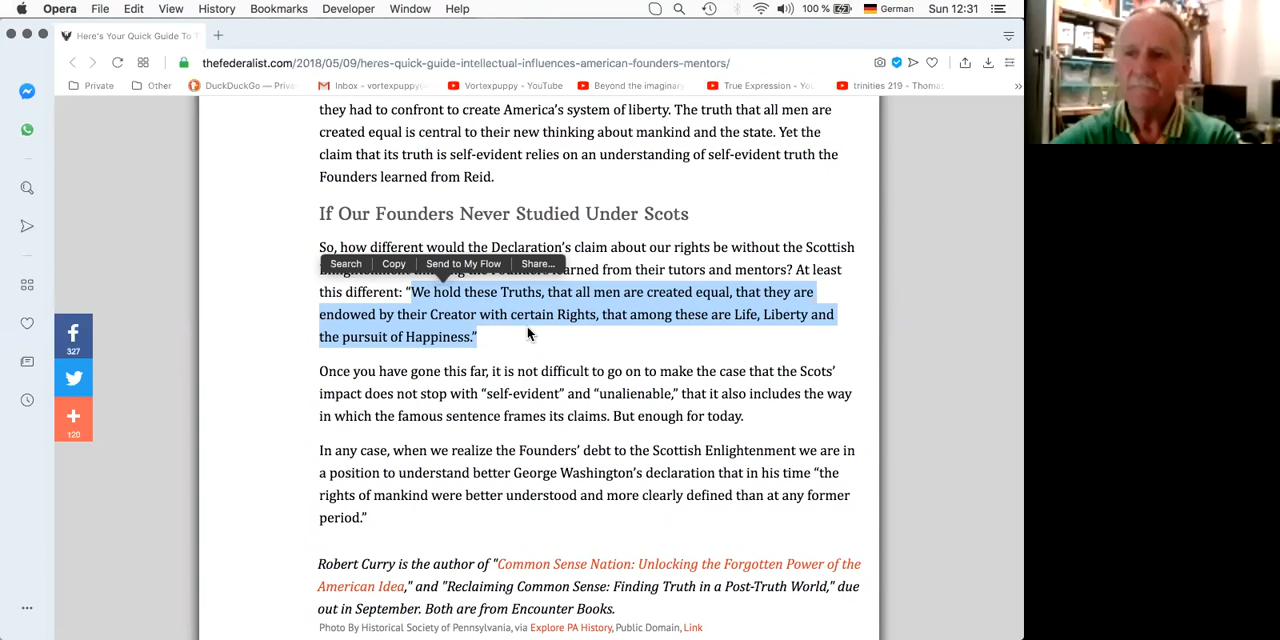 Opera File Edit View History Bookmarks Developer Window Help 100 % German Sun 12:31
Here's Your Quick Guide To T
thefederalist.com/2018/05/09/heres-quick-guide-intellectual-influences-american-founders-mentors/
Private Other DuckDuckGo — Priva Inbox - vortexpuppy@ Vortexpuppy - YouTube Beyond the imaginary True Expression - Yo trinities 219 - Thomas »
they had to confront to create America's system of liberty. The truth that all men are
created equal is central to their new thinking about mankind and the state. Yet the
claim that its truth is self-evident relies on an understanding of self-evident truth the
Founders learned from Reid.
If Our Founders Never Studied Under Scots
So, how different would the Declaration's claim about our rights be without the Scottish
Search Copy Send to My Flow Share...
learned from their tutors and mentors? At least
this different: “We hold these Truths, that all men are created equal, that they are
endowed by their Creator with certain Rights, that among these are Life, Liberty and
the pursuit of Happiness.”
327
Once you have gone this far, it is not difficult to go on to make the case that the Scots’
impact does not stop with “self-evident” and “unalienable,” that it also includes the way
in which the famous sentence frames its claims. But enough for today.
120
In any case, when we realize the Founders’ debt to the Scottish Enlightenment we are in
a position to understand better George Washington’s declaration that in his time “the
rights of mankind were better understood and more clearly defined than at any former
period.”
Robert Curry is the author of "Common Sense Nation: Unlocking the Forgotten Power of the
American Idea," and "Reclaiming Common Sense: Finding Truth in a Post-Truth World," due
out in September. Both are from Encounter Books.
Photo By Historical Society of Pennsylvania, via Explore PA History, Public Domain, Link